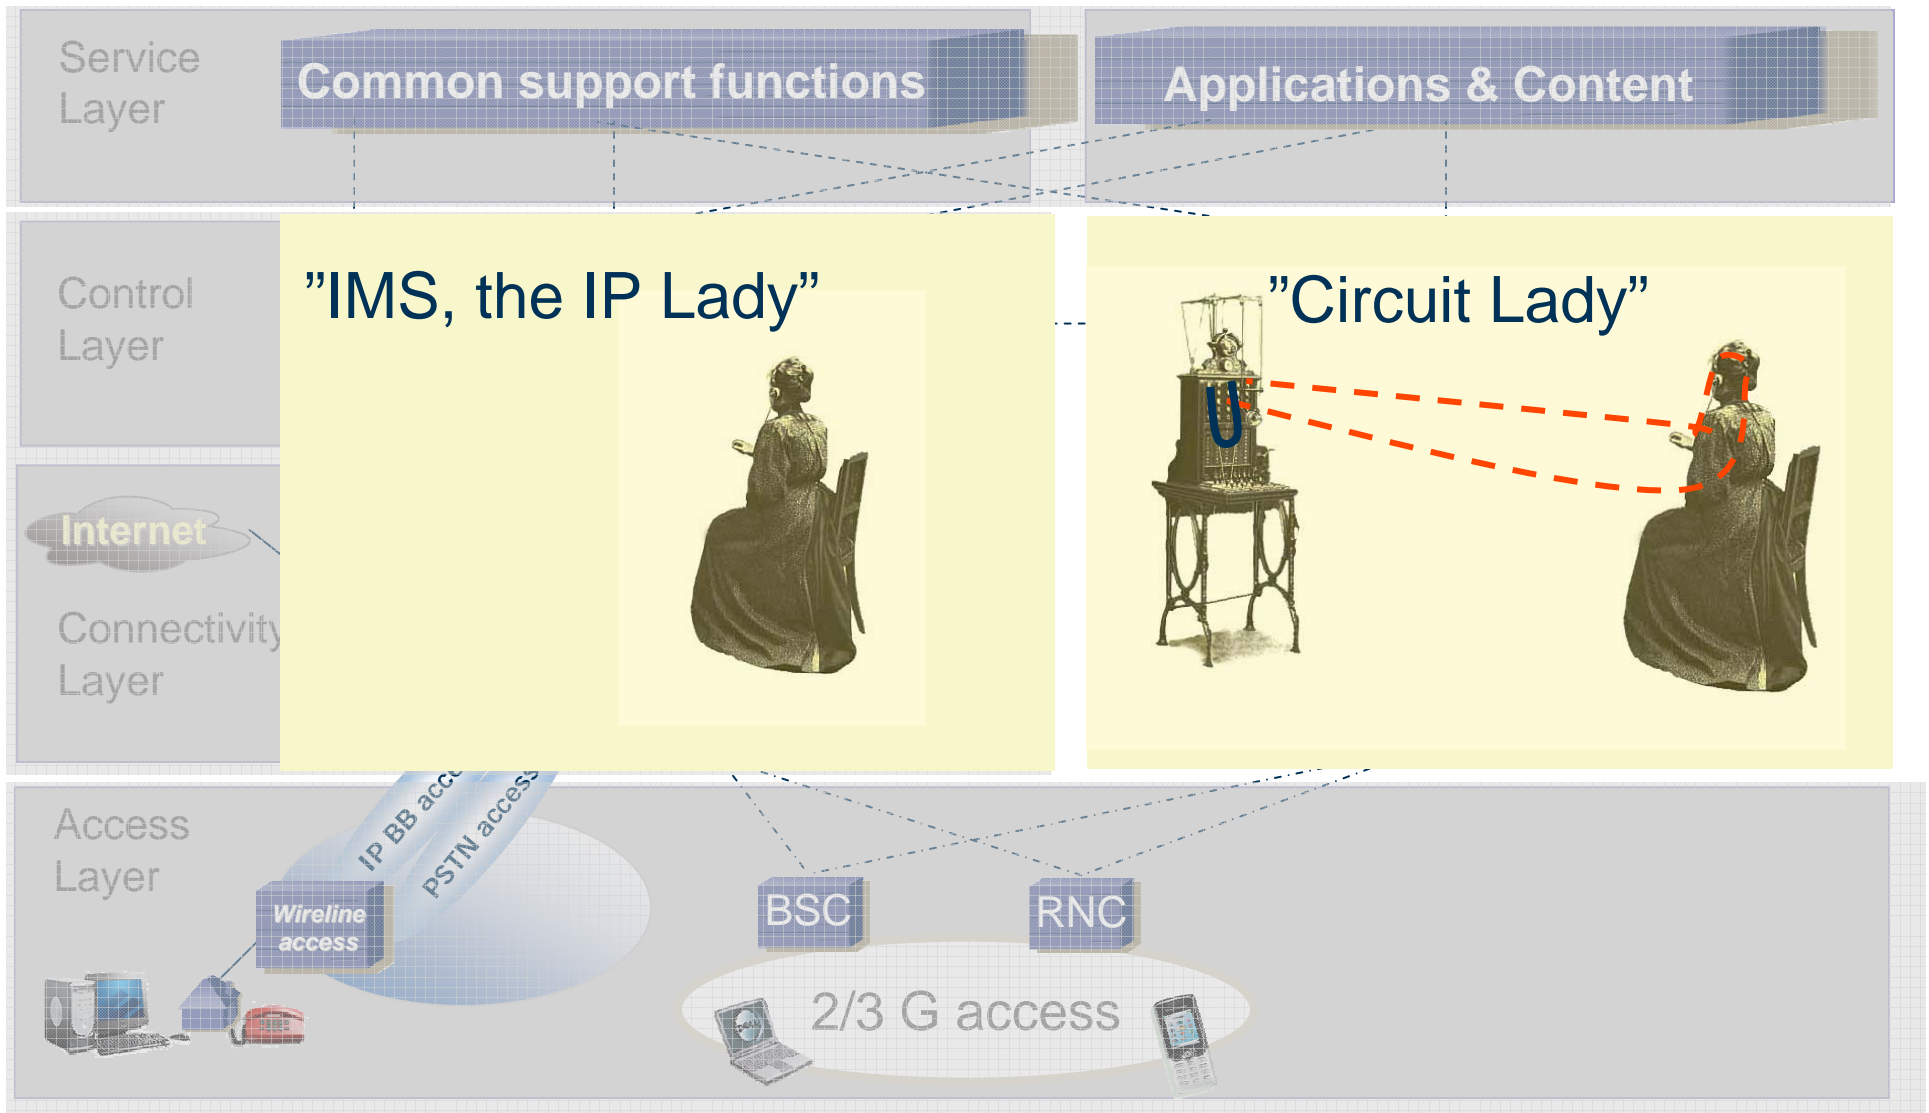 Service
Layer
Common support functions
Applications & Content
Control
Layer
”IMS, the IP Lady”
”Circuit Lady”
Internet
Connectivity
Layer
Access
Layer
IP BB acce
PSTN access
Wireline
access
BSC
RNC
2/3 G access